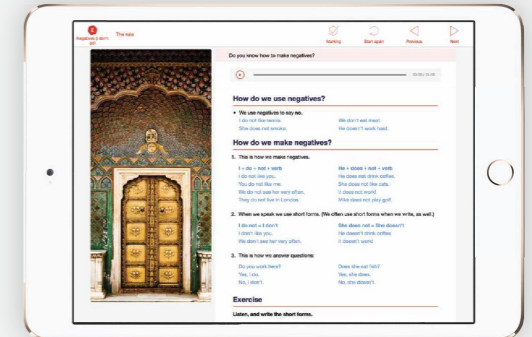 Negatives (I don't
go)
The rule
Marking
Start again
Previous
Next
Do you know how to make negatives?
How do we use negatives?
• We use negatives to say no.
I do not like tennis.
We don't eat meat.
She does not smoke.
He doesn't work hard.
How do we make negatives?
1. This is how we make negatives.
I + do + not + verb
He + does + not + verb
I do not like you.
He does not drink coffee.
You do not like me.
She does not like cats.
We do not see her very often.
It does not work!
They do not live in London.
Mike does not play golf.
2. When we speak we use short forms. (We often use short forms when we write, as well.)
I do not = I don't
She does not = She doesn't
I don't like you.
He doesn't drink coffee.
We don't see her very often.
It doesn't work!
3. This is how we answer questions:
Do you work here?
Does she eat fish?
Yes, I do.
Yes, she does.
No, I don't.
No, she doesn't.
Exercise
Listen, and write the short forms.